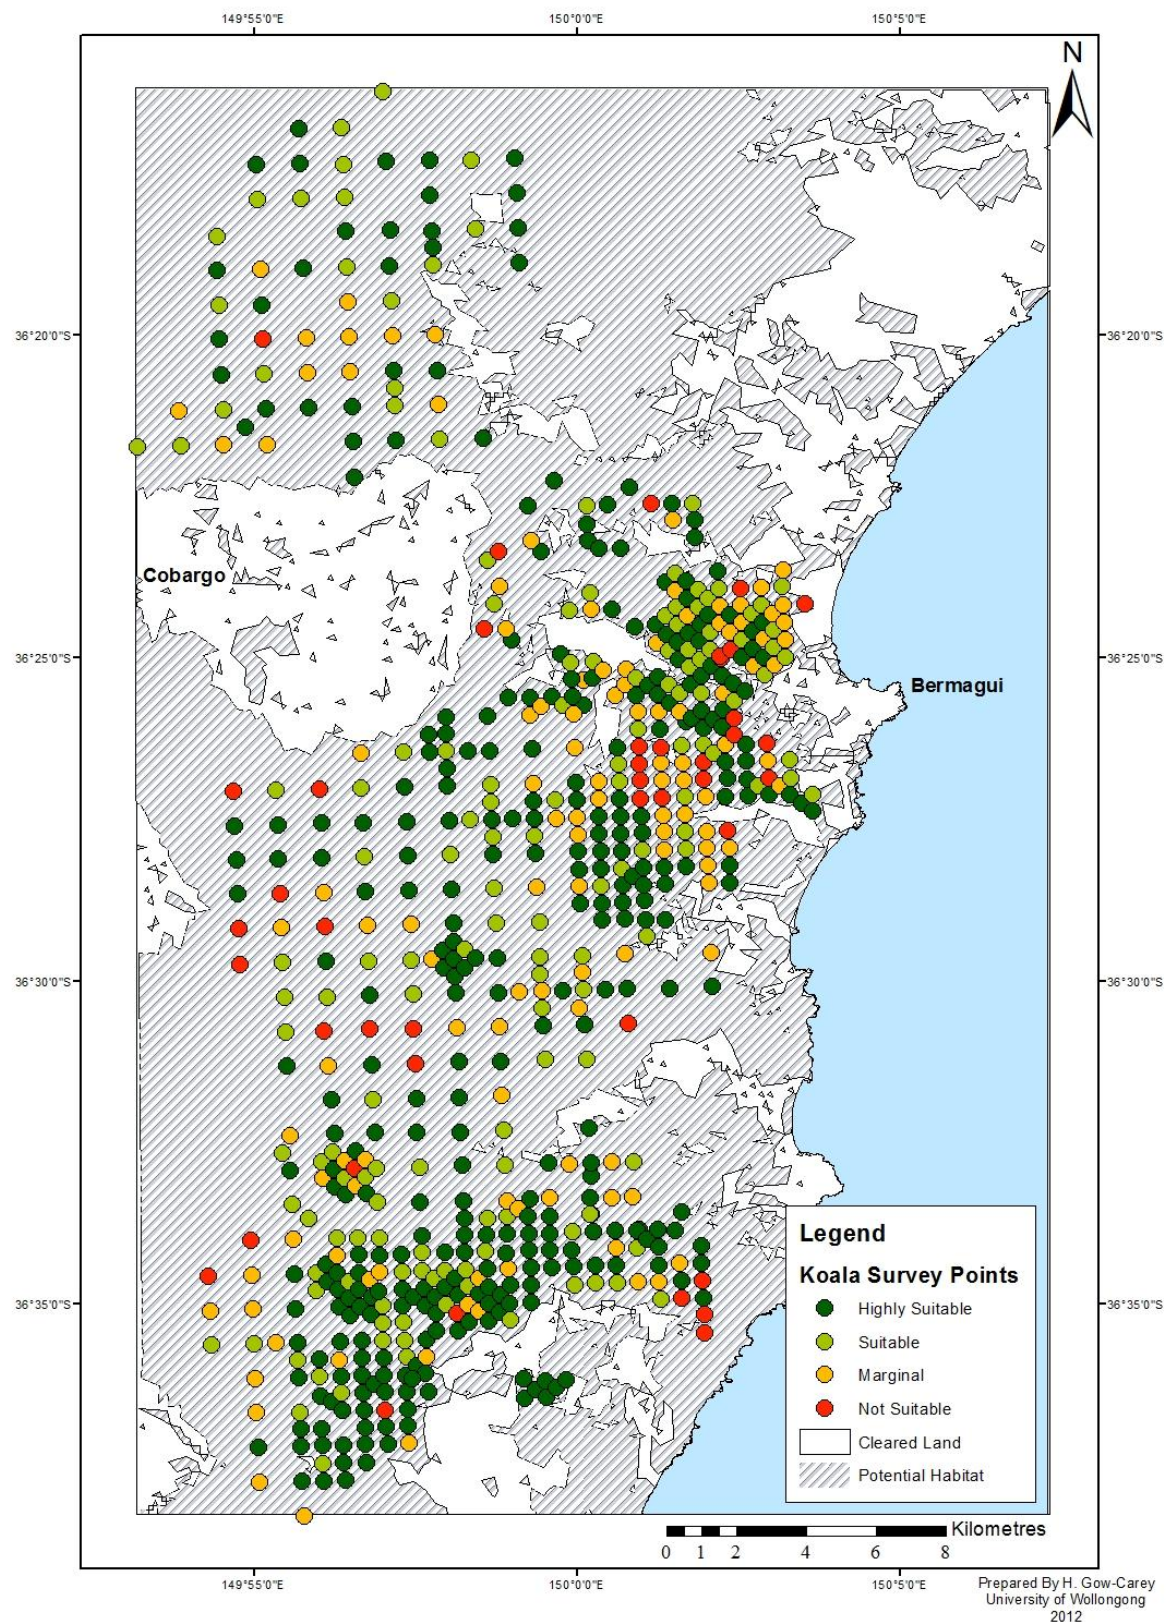 149°55'0"E 150°0'0"E 150°5'0"E
N
36°20'0"S 36°20'0"S
Cobargo
36°25'0"S 36°25'0"S
Bermagui
36°30'0"S 36°30'0"S
Legend
Koala Survey Points
Highly Suitable
36°35'0"S 36°35'0"S
Suitable
Marginal
Not Suitable
Cleared Land
Potential Habitat
Kilometres
0 1 2 4 6 8
149°55'0"E 150°0'0"E 150°5'0"E
Prepared By H. Gow-Carey
University of Wollongong
2012